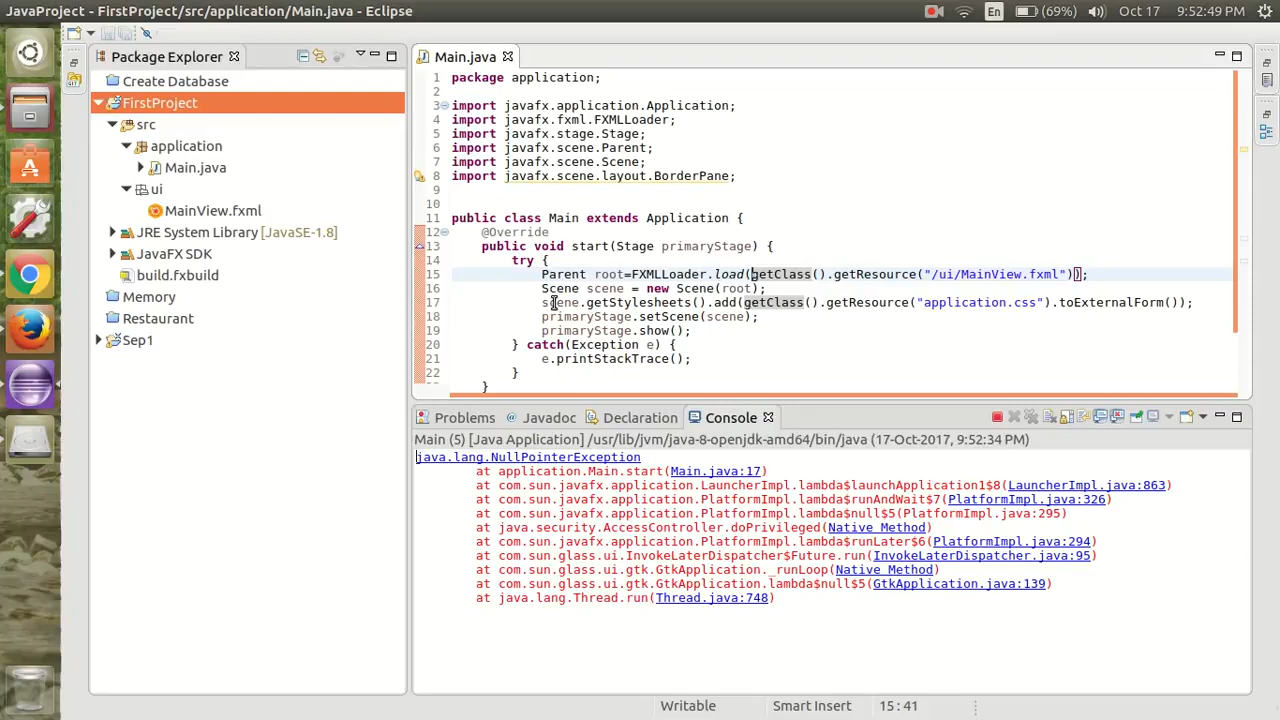 JavaProject - FirstProject/src/application/Main.java - Eclipse
En
(69%)
Oct 17
9:52:49 PM
Package Explorer
Create Database
FirstProject
src
application
Main.java
ui
MainView.fxml
JRE System Library [JavaSE-1.8]
JavaFX SDK
build.fxbuild
Memory
Restaurant
Sep1
Main.java
1 package application;
2
3 import javafx.application.Application;
4 import javafx.fxml.FXMLLoader;
5 import javafx.stage.Stage;
6 import javafx.scene.Parent;
7 import javafx.scene.Scene;
8 import javafx.scene.layout.BorderPane;
9
10
11 public class Main extends Application {
12 @Override
13 public void start(Stage primaryStage) {
14 try {
15 Parent root=FXMLLoader.load(getClass().getResource("/ui/MainView.fxml"));
16 Scene scene = new Scene(root);
17 scene.getStylesheets().add(getClass().getResource("application.css").toExternalForm());
18 primaryStage.setScene(scene);
19 primaryStage.show();
20 } catch(Exception e) {
21 e.printStackTrace();
22 }
}
Problems
@ Javadoc
Declaration
Console
Main (5) [Java Application] /usr/lib/jvm/java-8-openjdk-amd64/bin/java (17-Oct-2017, 9:52:34 PM)
java.lang.NullPointerException
at application.Main.start(Main.java:17)
at com.sun.javafx.application.LauncherImpl.lambda$launchApplication1$8(LauncherImpl.java:863)
at com.sun.javafx.application.PlatformImpl.lambda$runAndWait$7(PlatformImpl.java:326)
at com.sun.javafx.application.PlatformImpl.lambda$null$5(PlatformImpl.java:295)
at java.security.AccessController.doPrivileged(Native Method)
at com.sun.javafx.application.PlatformImpl.lambda$runLater$6(PlatformImpl.java:294)
at com.sun.glass.ui.InvokeLaterDispatcher$Future.run(InvokeLaterDispatcher.java:95)
at com.sun.glass.ui.gtk.GtkApplication._runLoop(Native Method)
at com.sun.glass.ui.gtk.GtkApplication.lambda$null$5(GtkApplication.java:139)
at java.lang.Thread.run(Thread.java:748)
Writable
Smart Insert
15 : 41